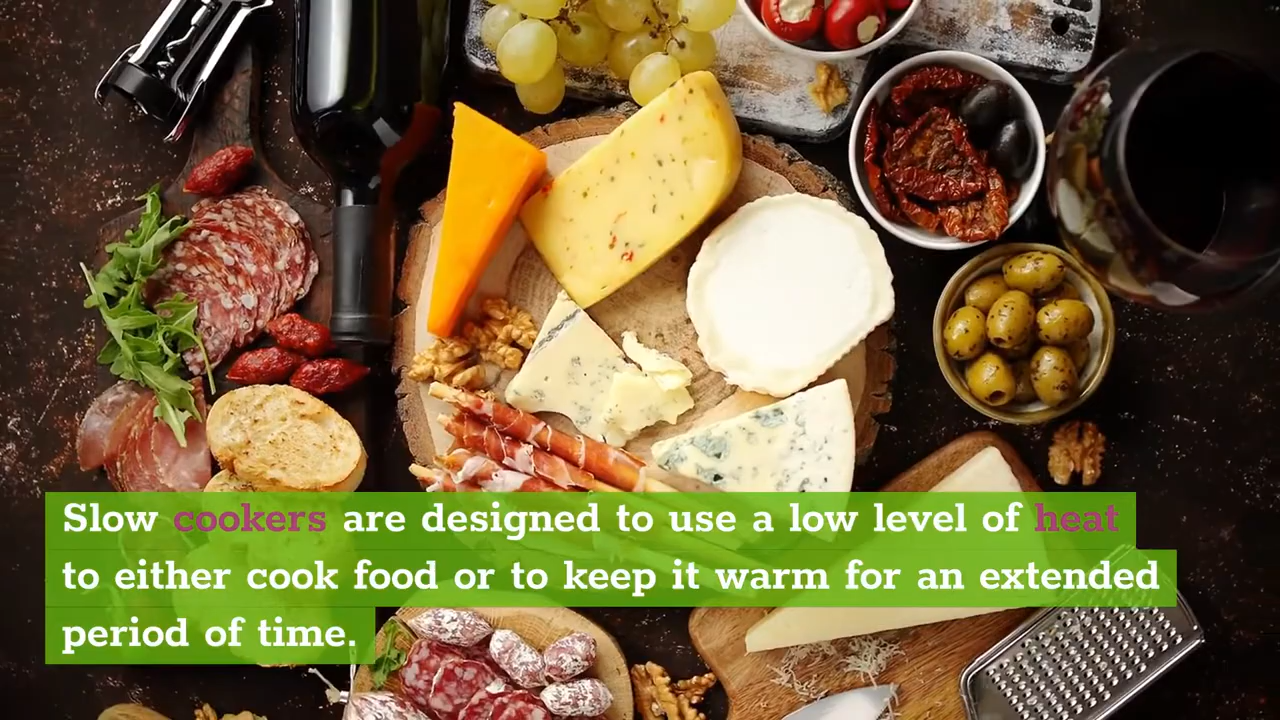 Slow cookers are designed to use a low level of heat
to either cook food or to keep it warm for an extended
period of time.